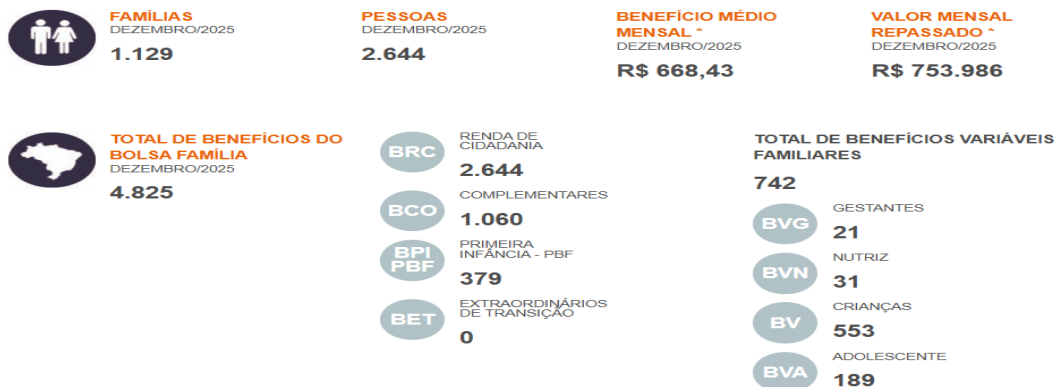 FAMÍLIAS
DEZEMBRO/2025
1.129
PESSOAS
DEZEMBRO/2025
2.644
BENEFÍCIO MÉDIO
MENSAL *
DEZEMBRO/2025
R$ 668,43
VALOR MENSAL
REPASSADO *
DEZEMBRO/2025
R$ 753.986
TOTAL DE BENEFÍCIOS DO
BOLSA FAMÍLIA
DEZEMBRO/2025
4.825
BRC
RENDA DE
CIDADANIA
2.644
BCO
COMPLEMENTARES
1.060
BPI
PBF
PRIMEIRA
INFÂNCIA - PBF
379
BET
EXTRAORDINÁRIOS
DE TRANSIÇÃO
0
TOTAL DE BENEFÍCIOS VARIÁVEIS
FAMILIARES
742
BVG
GESTANTES
21
BVN
NUTRIZ
31
BV
CRIANÇAS
553
BVA
ADOLESCENTE
189